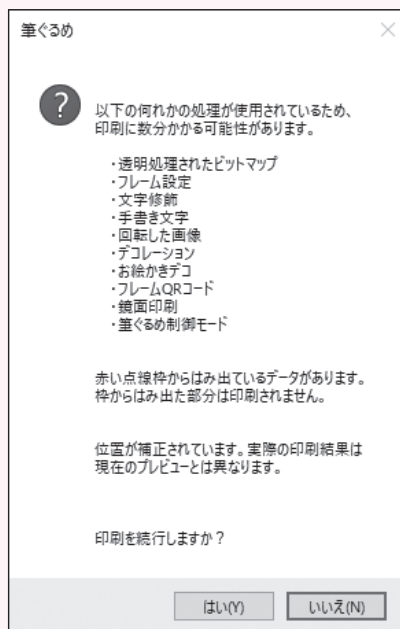 筆ぐるめ
以下の何れかの処理が使用されているため、
印刷に数分かかる可能性があります。
・透明処理されたビットマップ
・フレーム設定
・文字修飾
・手書き文字
・回転した画像
・デコレーション
・お絵かきデコ
・フレームQRコード
・鏡面印刷
・筆ぐるめ制御モード
赤い点線枠からはみ出ているデータがあります。
枠からはみ出た部分は印刷されません。
位置が補正されています。実際の印刷結果は
現在のプレビューとは異なります。
印刷を続行しますか？
はい(Y)
いいえ(N)